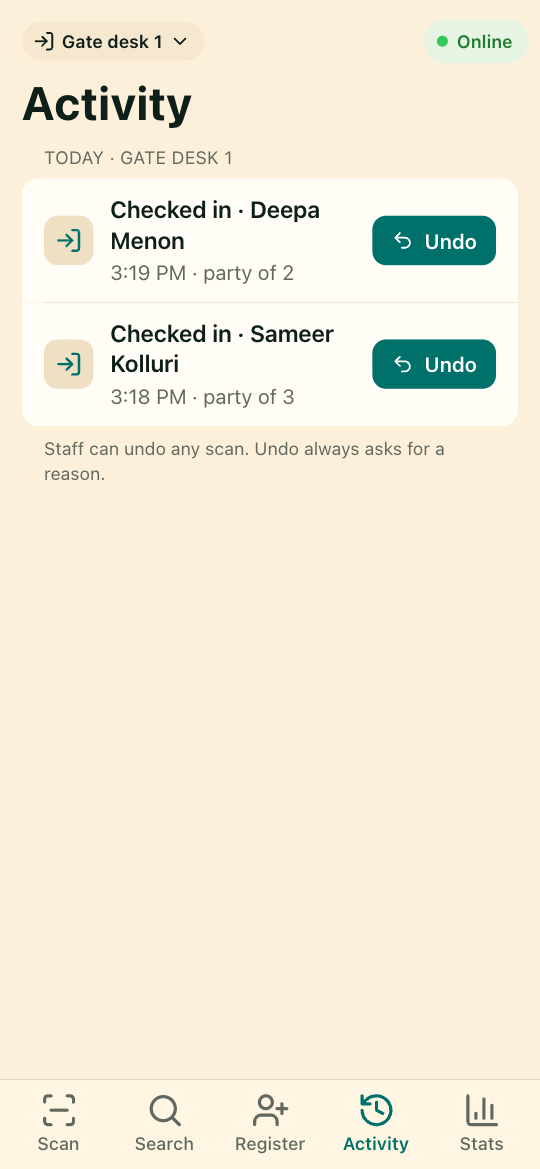 Gate desk 1
Online
Activity
TODAY · GATE DESK 1
Checked in · Deepa
Menon
3:19 PM · party of 2
Undo
Checked in · Sameer
Kolluri
3:18 PM · party of 3
Undo
Staff can undo any scan. Undo always asks for a
reason.
Scan
Search
Register
Activity
Stats